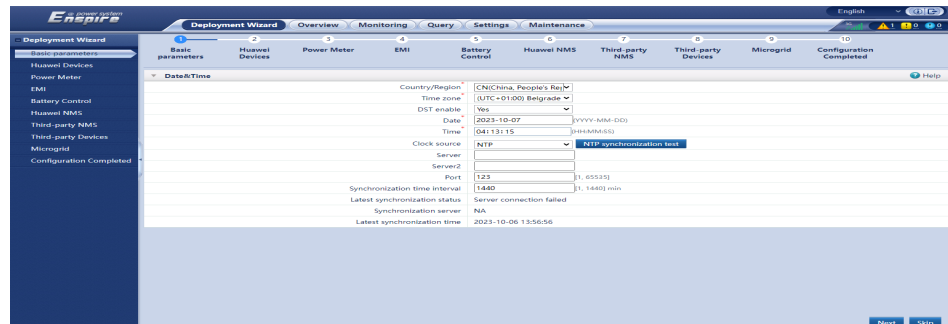 English
Enspire
Deployment Wizard Overview Monitoring Query Settings Maintenance
1 0 0
Deployment Wizard
Basic parameters
Huawei Devices
Power Meter
EMI
Battery Control
Huawei NMS
Third-party NMS
Third-party Devices
Microgrid
Configuration Completed
1 2 3 4 5 6 7 8 9 10
Basic parameters
Huawei Devices
Power Meter
EMI
Battery Control
Huawei NMS
Third-party NMS
Third-party Devices
Microgrid
Configuration Completed
Date&Time Help
Country/Region* CN(China, People's Rep
Time zone* (UTC+01:00) Belgrade
DST enable Yes
Date* 2023-10-07 (YYYY-MM-DD)
Time* 04:13:15 (HH:MM:SS)
Clock source NTP NTP synchronization test
Server
Server2
Port 123 [1, 65535]
Synchronization time interval 1440 [1, 1440] min
Latest synchronization status Server connection failed
Synchronization server NA
Latest synchronization time 2023-10-06 13:56:56
Next Skip